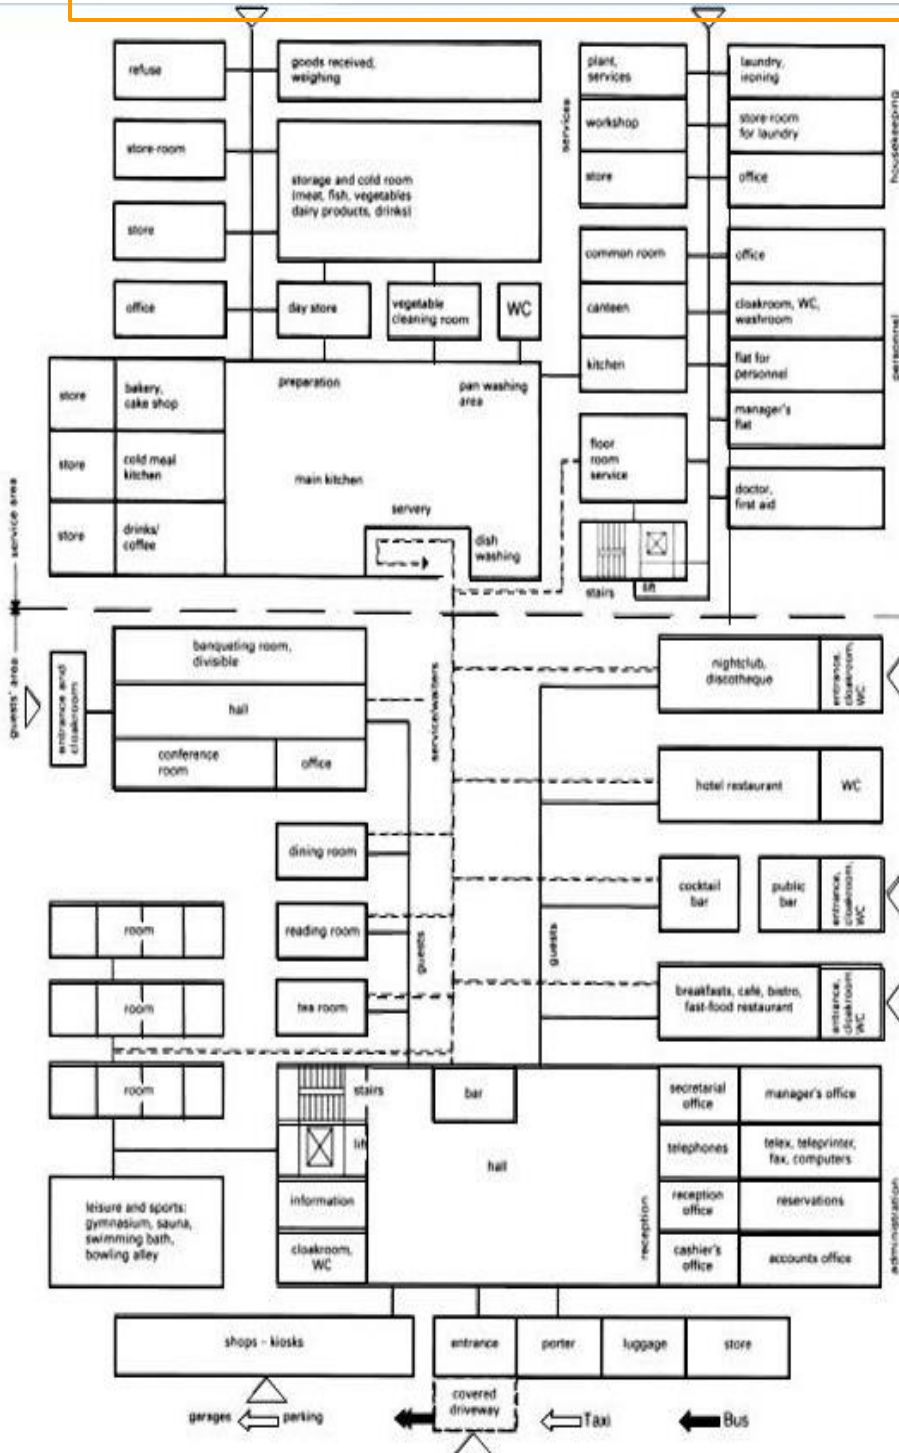 refuse
goods received,
weighing
store-room
storage and cold room
(meat, fish, vegetables
dairy products, drinks)
store
office
day store
vegetable
cleaning room
WC
services
plant,
services
workshop
store
laundry,
ironing
store-room
for laundry
office
housekeeping
common room
canteen
kitchen
office
cloakroom, WC,
washroom
flat for
personnel
manager's
flat
personnel
floor
room
service
doctor,
first aid
stairs
lift
store
bakery,
cake shop
store
cold meal
kitchen
store
drinks/
coffee
preparation
pan washing
area
main kitchen
servery
dish
washing
service area
guests' area
entrance and
cloakroom
banqueting room,
divisible
hall
conference
room
office
service/waiters
nightclub,
discotheque
entrance,
cloakroom,
WC
hotel restaurant
WC
dining room
cocktail
bar
public
bar
entrance,
cloakroom,
WC
reading room
guests
guests
room
room
room
tea room
breakfasts, café, bistro,
fast-food restaurant
entrance,
cloakroom
WC
stairs
lift
bar
hall
information
cloakroom,
WC
reception
secretarial
office
manager's office
telephones
telex, teleprinter,
fax, computers
reception
office
reservations
cashier's
office
accounts office
administration
leisure and sports:
gymnasium, sauna,
swimming bath,
bowling alley
shops – kiosks
entrance
porter
luggage
store
covered
driveway
garages
parking
Taxi
Bus